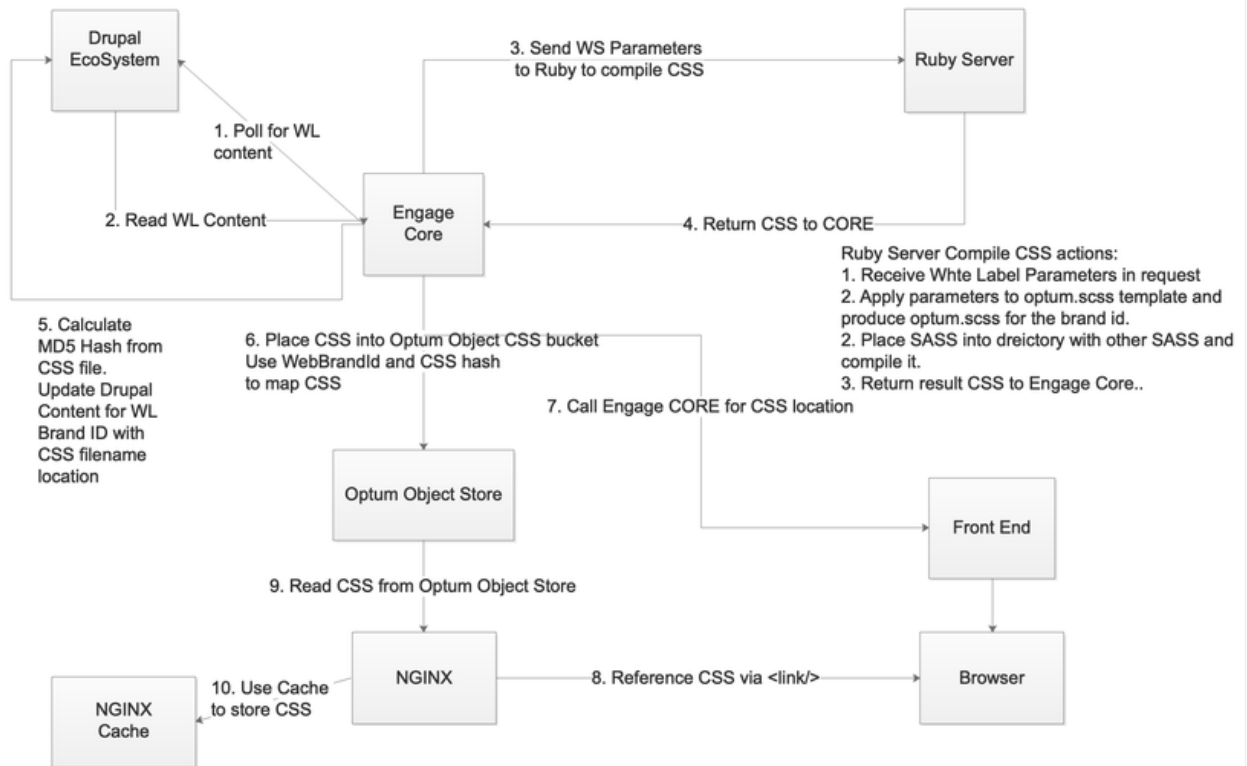 Drupal
EcoSystem
3. Send WS Parameters
to Ruby to compile CSS
Ruby Server
1. Poll for WL
content
2. Read WL Content
Engage
Core
4. Return CSS to CORE
Ruby Server Compile CSS actions:
1. Receive Whte Label Parameters in request
2. Apply parameters to optum.scss template and
produce optum.scss for the brand id.
2. Place SASS into dreictory with other SASS and
compile it.
3. Return result CSS to Engage Core..
5. Calculate
MD5 Hash from
CSS file.
Update Drupal
Content for WL
Brand ID with
CSS filename
location
6. Place CSS into Optum Object CSS bucket
Use WebBrandId and CSS hash
to map CSS
7. Call Engage CORE for CSS location
Optum Object Store
Front End
9. Read CSS from Optum Object Store
NGINX
8. Reference CSS via <link/>
Browser
10. Use Cache
to store CSS
NGINX
Cache